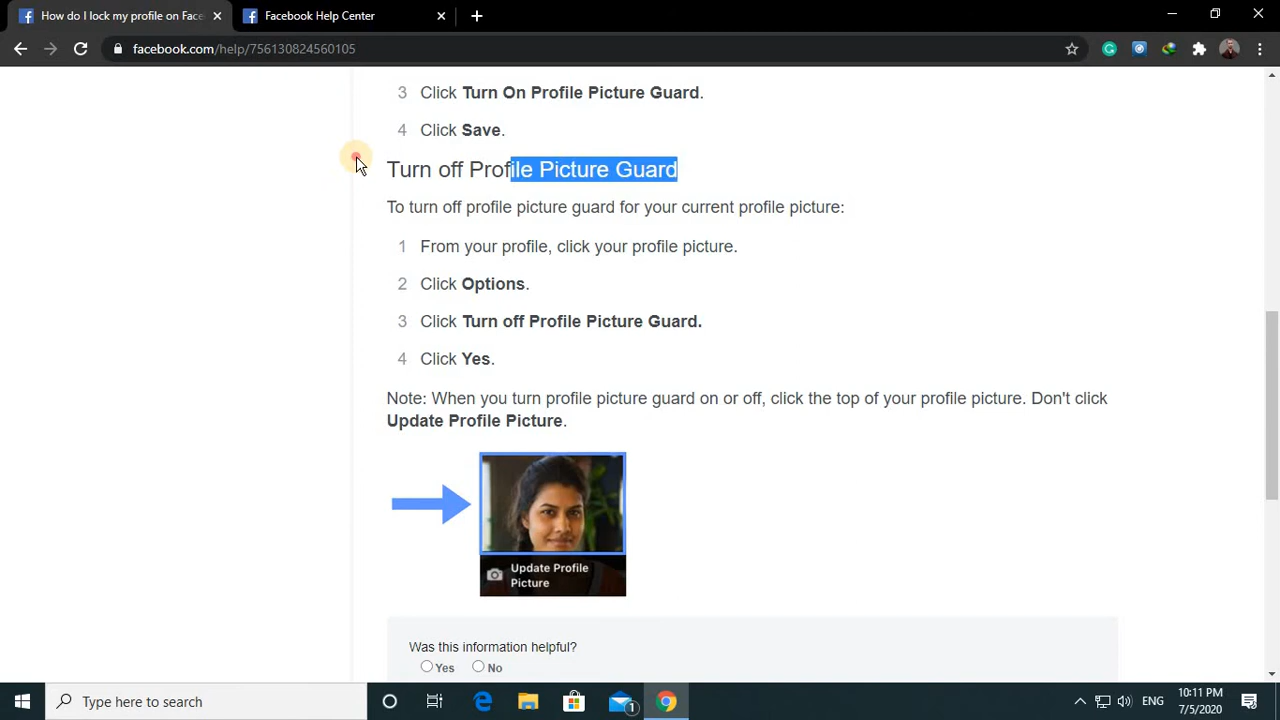 How do I lock my profile on Face
Facebook Help Center
facebook.com/help/756130824560105
3 Click Turn On Profile Picture Guard.
4 Click Save.
Turn off Profile Picture Guard
To turn off profile picture guard for your current profile picture:
1 From your profile, click your profile picture.
2 Click Options.
3 Click Turn off Profile Picture Guard.
4 Click Yes.
Note: When you turn profile picture guard on or off, click the top of your profile picture. Don't click
Update Profile Picture.
Update Profile
Picture
Was this information helpful?
Yes No
Type here to search
1
ENG
10:11 PM
7/5/2020